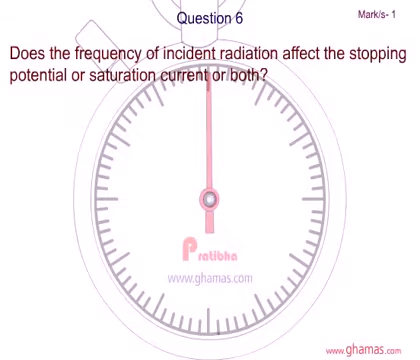 Question 6
Mark/s- 1
Does the frequency of incident radiation affect the stopping
potential or saturation current or both?
Pratibha
www.ghamas.com
www.ghamas.com